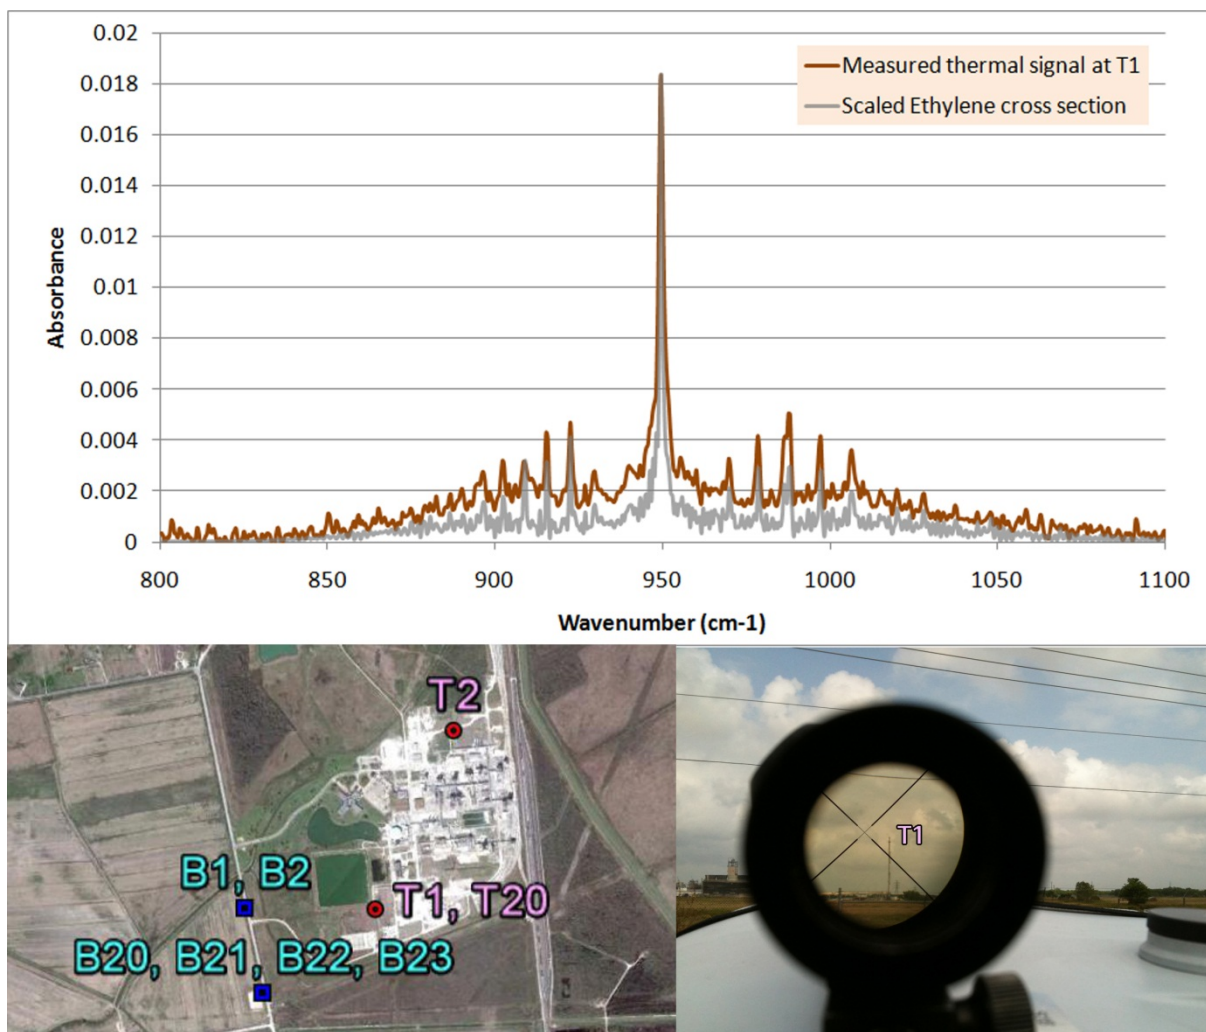 0.02
0.018
0.016
0.014
0.012
0.01
0.008
0.006
0.004
0.002
0
Absorbance
Measured thermal signal at T1
Scaled Ethylene cross section
800 850 900 950 1000 1050 1100
Wavenumber (cm-1)
T2
B1, B2
T1, T20
B20, B21, B22, B23
T1